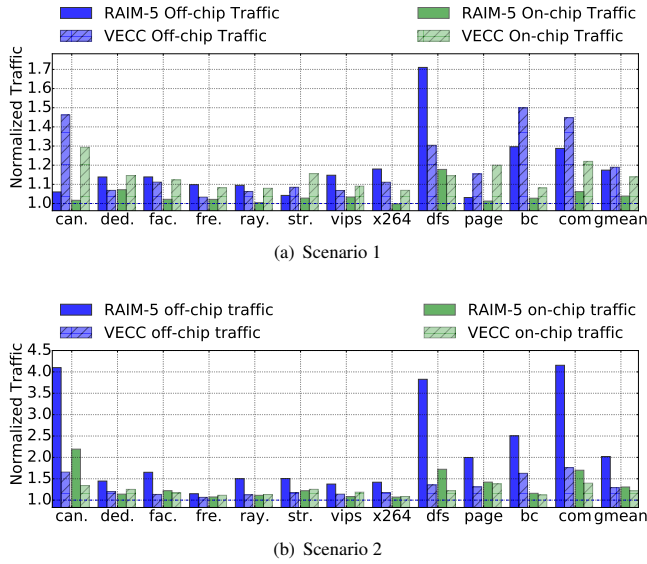 RAIM-5 Off-chip Traffic RAIM-5 On-chip Traffic
VECC Off-chip Traffic VECC On-chip Traffic
Normalized Traffic
1.7
1.6
1.5
1.4
1.3
1.2
1.1
1.0
can. ded. fac. fre. ray. str. vips x264 dfs page bc com gmean
(a) Scenario 1
RAIM-5 off-chip traffic RAIM-5 on-chip traffic
VECC off-chip traffic VECC on-chip traffic
Normalized Traffic
4.5
4.0
3.5
3.0
2.5
2.0
1.5
1.0
can. ded. fac. fre. ray. str. vips x264 dfs page bc com gmean
(b) Scenario 2